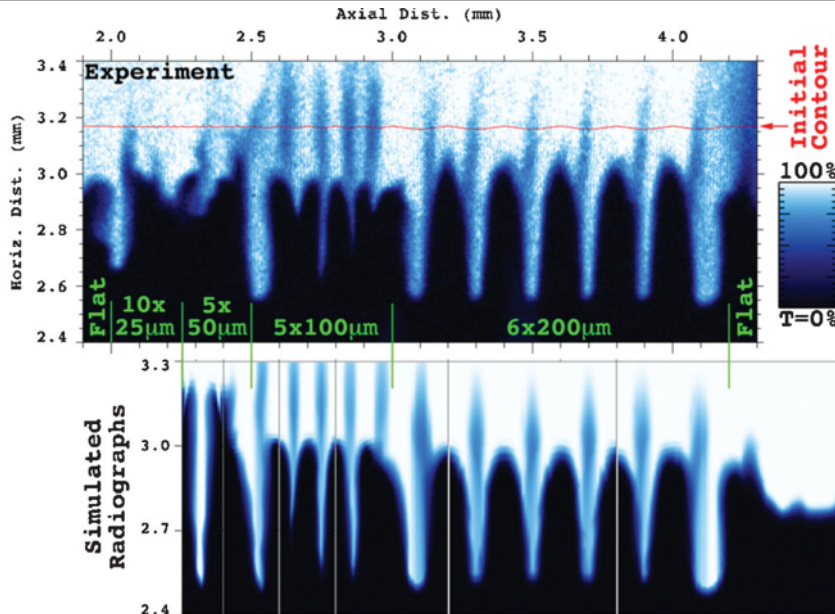 Axial Dist. (mm)
2.0 2.5 3.0 3.5 4.0
Experiment
3.4
3.2
3.0
2.8
2.6
2.4
Horiz. Dist. (mm)
Initial
Contour
100%
T=0%
Flat
10x
25μm
5x
50μm
5x100μm
6x200μm
Flat
Simulated
Radiographs
3.3
3.0
2.7
2.4